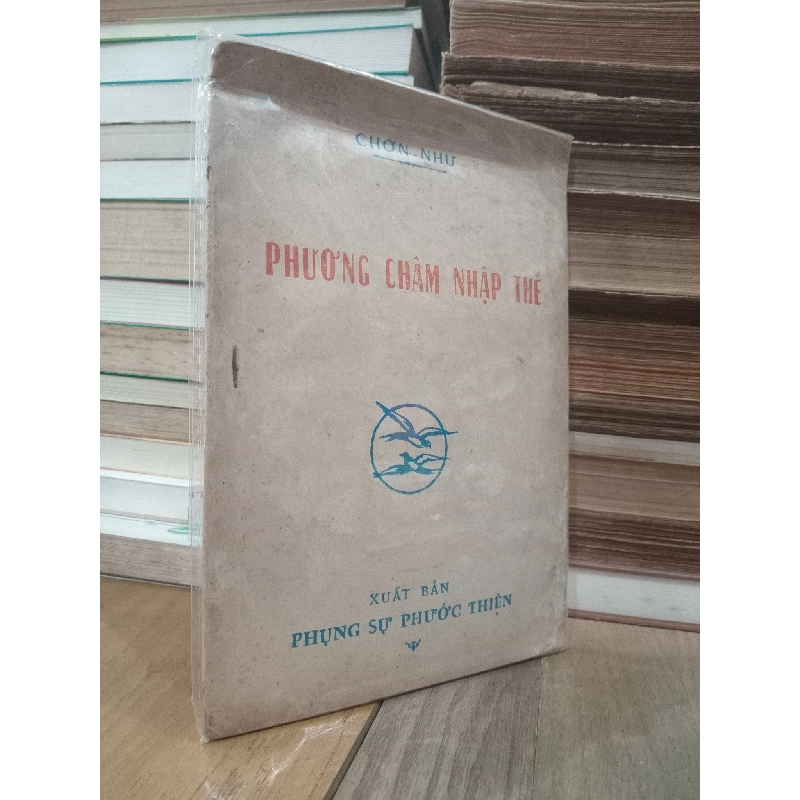 CHƠN - NHƯ
PHƯƠNG CHÂM NHẬP THẾ
XUẤT BẢN
PHỤNG SỰ PHƯỚC THIỆN